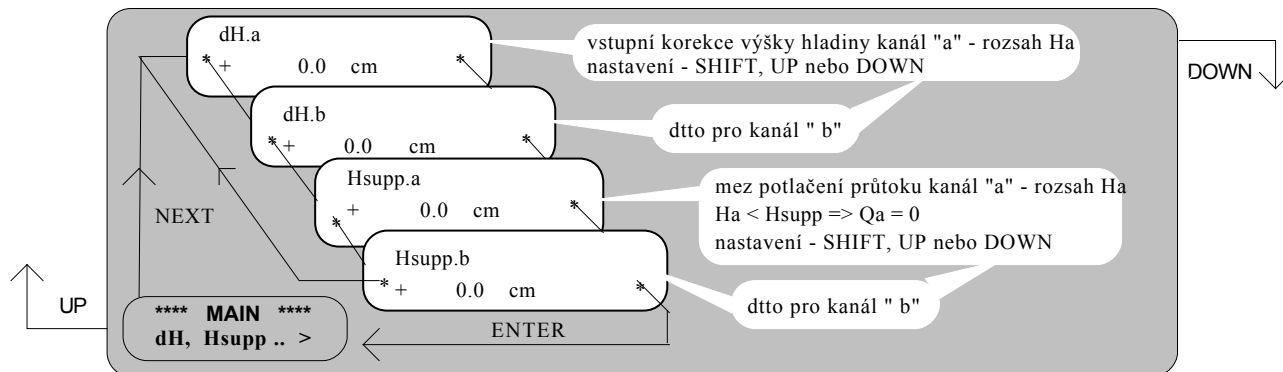 dH.a
* + 0.0 cm *
vstupní korekce výšky hladiny kanál "a" - rozsah Ha
nastavení - SHIFT, UP nebo DOWN
DOWN
dH.b
* + 0.0 cm *
dtto pro kanál " b"
Hsupp.a
* + 0.0 cm *
mez potlačení průtoku kanál "a" - rozsah Ha
Ha < Hsupp => Qa = 0
nastavení - SHIFT, UP nebo DOWN
NEXT
Hsupp.b
* + 0.0 cm *
dtto pro kanál " b"
UP
**** MAIN ****
dH, Hsupp .. >
ENTER